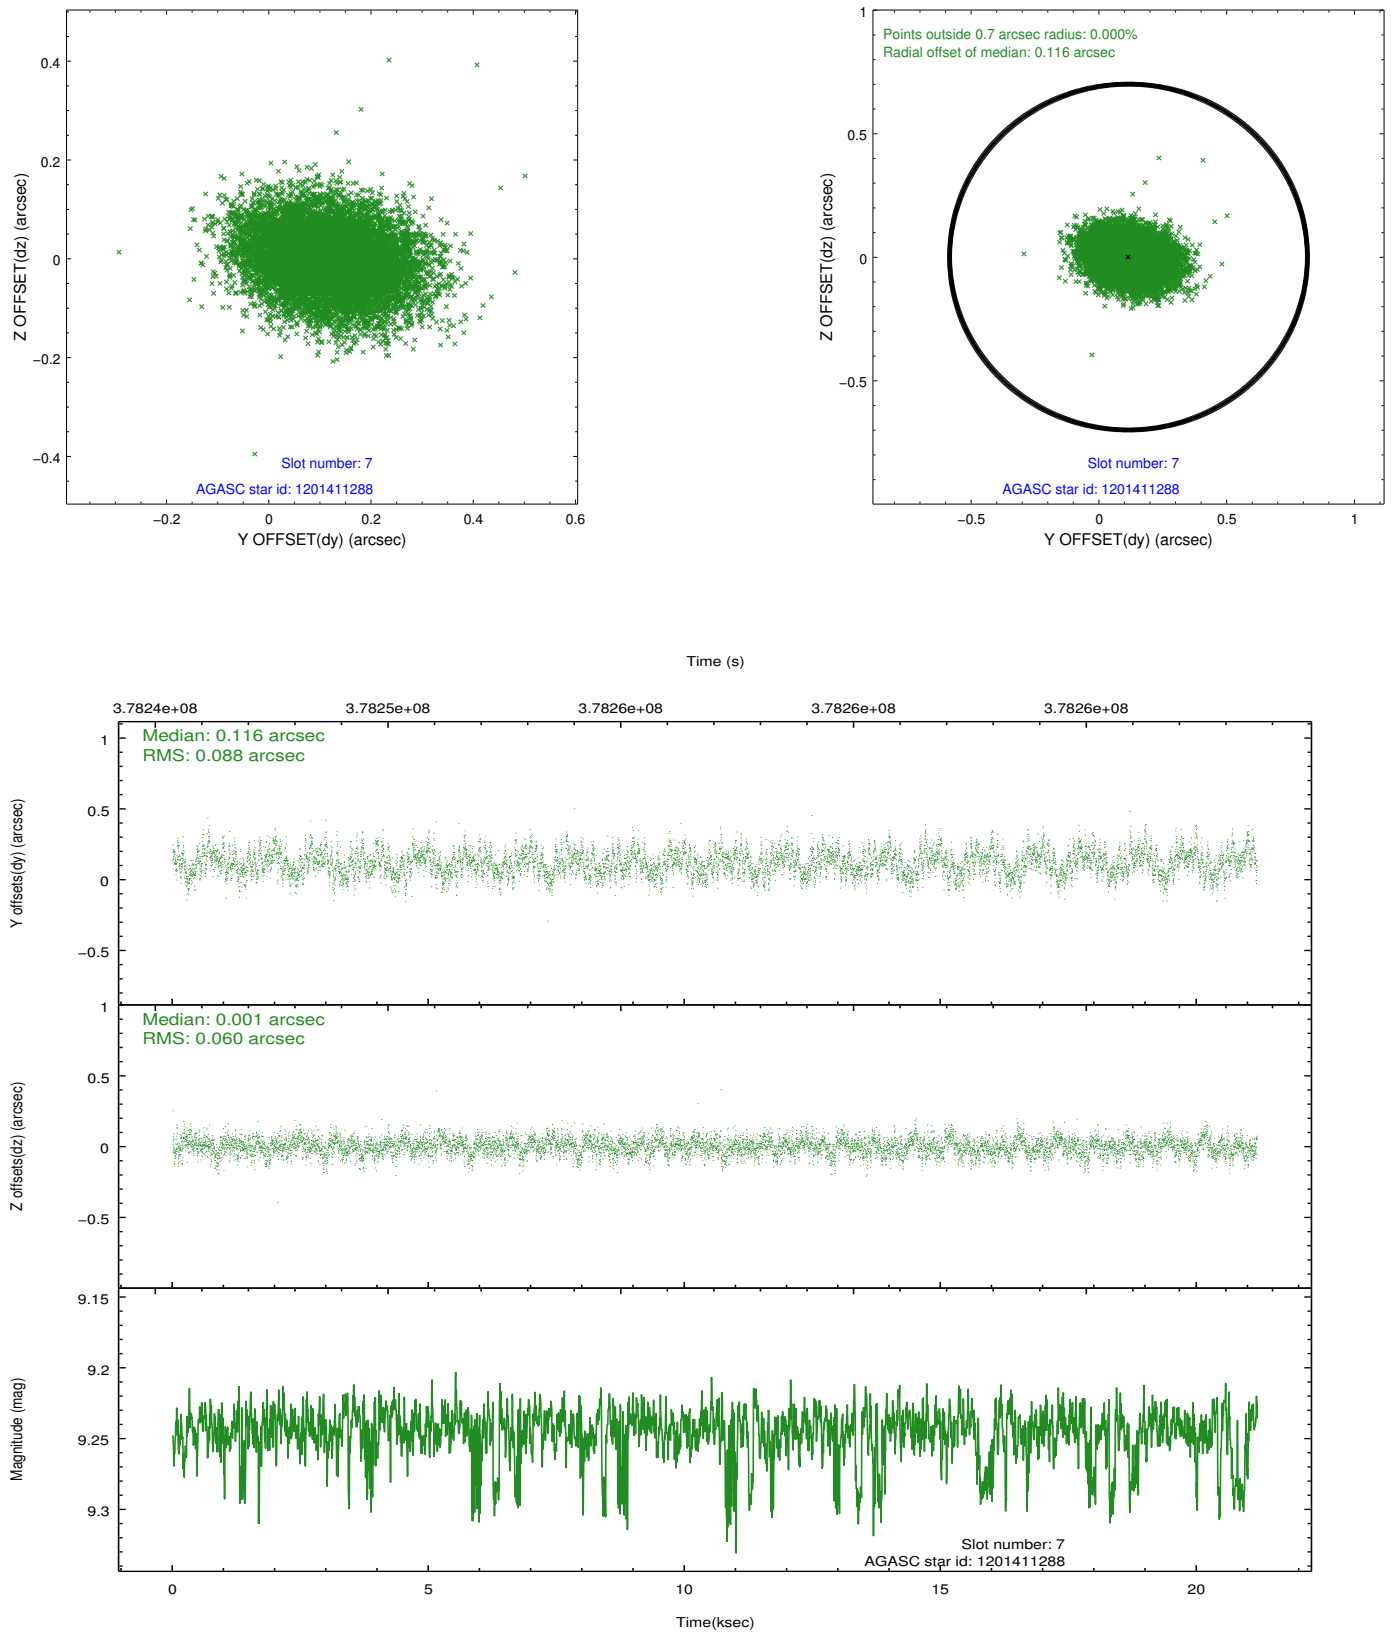 0.4
0.2
0
−0.2
−0.4
Z OFFSET(dz) (arcsec)
Slot number: 7
AGASC star id: 1201411288
−0.2 0 0.2 0.4 0.6
Y OFFSET(dy) (arcsec)
1
0.5
0
−0.5
Z OFFSET(dz) (arcsec)
Points outside 0.7 arcsec radius: 0.000%
Radial offset of median: 0.116 arcsec
Slot number: 7
AGASC star id: 1201411288
−0.5 0 0.5 1
Y OFFSET(dy) (arcsec)
Time (s)
3.7824e+08 3.7825e+08 3.7826e+08 3.7826e+08 3.7826e+08
Median: 0.116 arcsec
RMS: 0.088 arcsec
1
0.5
0
−0.5
Y offsets(dy) (arcsec)
Median: 0.001 arcsec
RMS: 0.060 arcsec
1
0.5
0
−0.5
Z offsets(dz) (arcsec)
9.15
9.2
9.25
9.3
Magnitude (mag)
Slot number: 7
AGASC star id: 1201411288
0 5 10 15 20
Time(ksec)